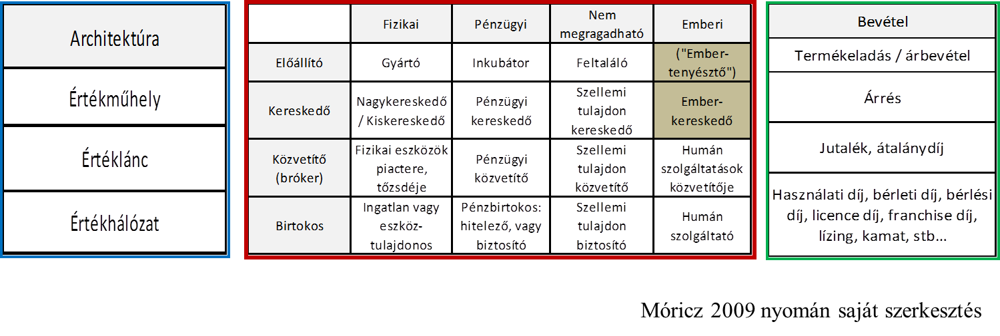 Architektúra
Értékműhely
Értéklánc
Értékhálózat
Fizikai
Pénzügyi
Nem
megragadható
Emberi
Előállító
Gyártó
Inkubátor
Feltaláló
("Ember-
tenyésztő")
Kereskedő
Nagykereskedő
/ Kiskereskedő
Pénzügyi
kereskedő
Szellemi
tulajdon
kereskedő
Ember-
kereskedő
Közvetítő
(bróker)
Fizikai eszközök
piactere,
tőzsdéje
Pénzügyi
közvetítő
Szellemi
tulajdon
közvetítő
Humán
szolgáltatások
közvetítője
Birtokos
Ingatlan vagy
eszköz-
tulajdonos
Pénzbirtokos:
hitelező, vagy
biztosító
Szellemi
tulajdon
biztosító
Humán
szolgáltató
Bevétel
Termékeladás / árbevétel
Árrés
Jutalék, átalánydíj
Használati díj, bérleti díj, bérlési
díj, licence díj, franchise díj,
lízing, kamat, stb...
Móricz 2009 nyomán saját szerkesztés